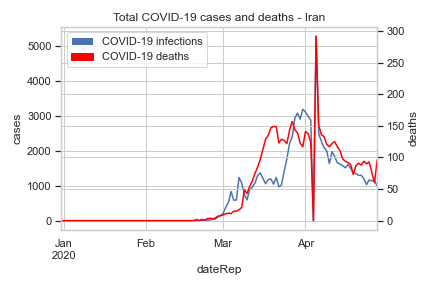 Total COVID-19 cases and deaths - Iran
COVID-19 infections
COVID-19 deaths
cases
5000
4000
3000
2000
1000
0
deaths
300
250
200
150
100
50
0
Jan
2020
Feb
Mar
Apr
dateRep